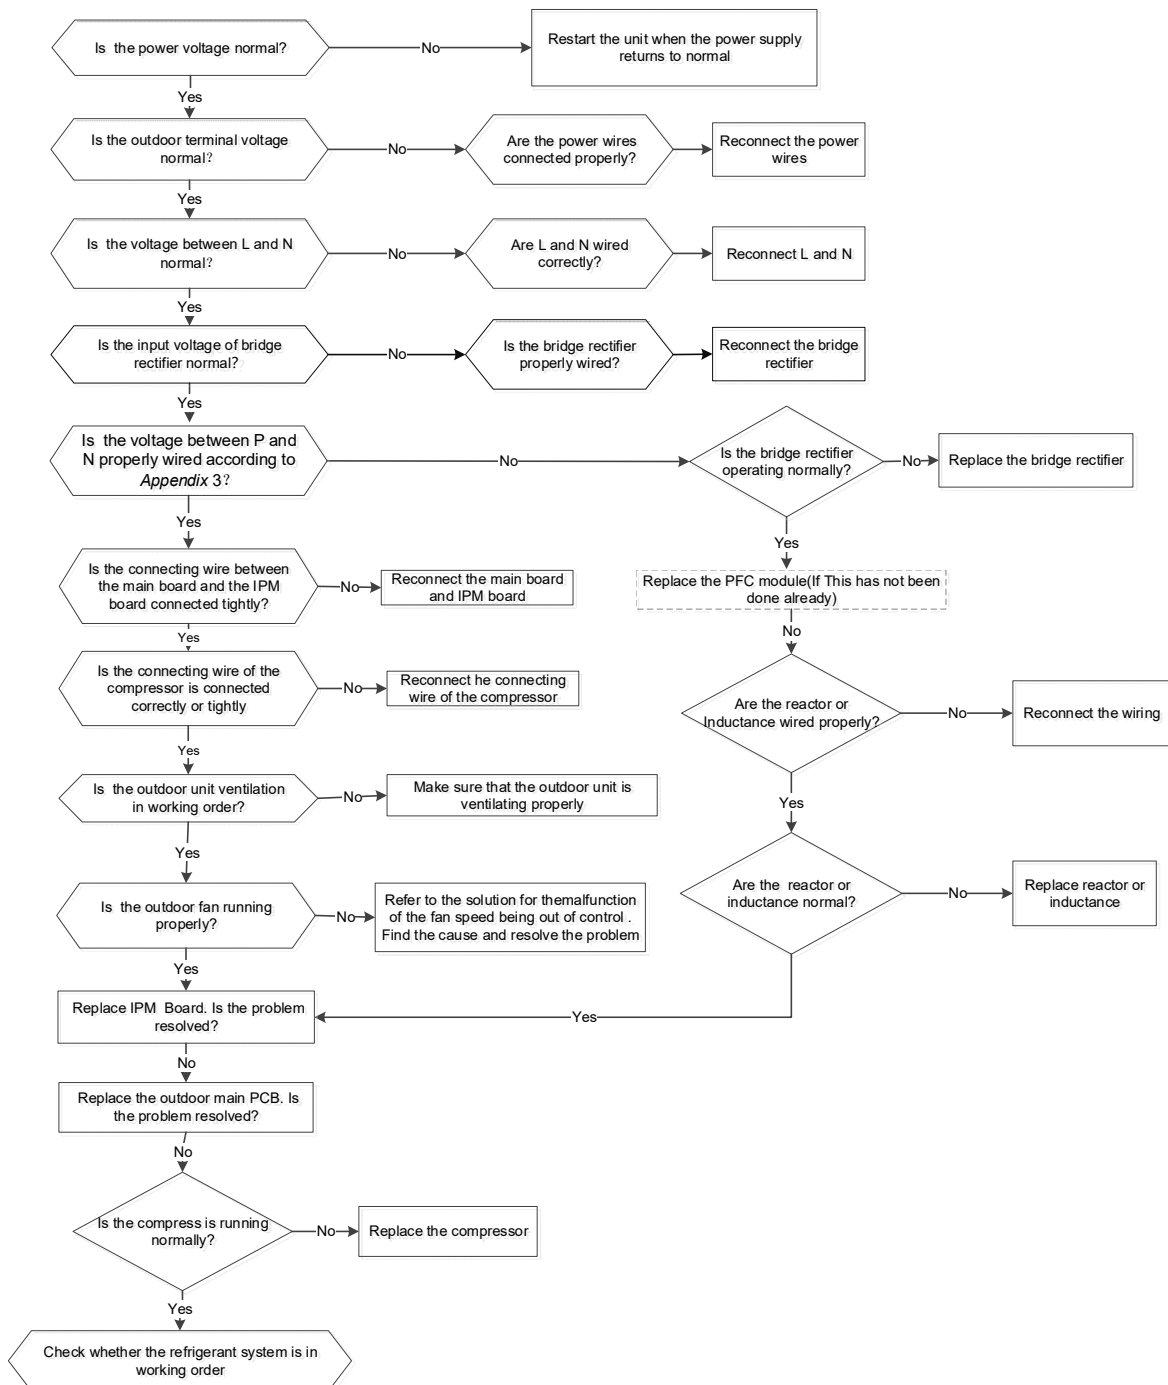 Is the power voltage normal?
No
Restart the unit when the power supply
returns to normal
Yes
Is the outdoor terminal voltage
normal?
No
Are the power wires
connected properly?
Reconnect the power
wires
Yes
Is the voltage between L and N
normal?
No
Are L and N wired
correctly?
Reconnect L and N
Yes
Is the input voltage of bridge
rectifier normal?
No
Is the bridge rectifier
properly wired?
Reconnect the bridge
rectifier
Yes
Is the voltage between P and
N properly wired according to
Appendix 3?
No
Is the bridge rectifier
operating normally?
No
Replace the bridge rectifier
Yes
Yes
Is the connecting wire between
the main board and the IPM
board connected tightly?
No
Reconnect the main board
and IPM board
Replace the PFC module(If This has not been
done already)
Yes
No
Is the connecting wire of the
compressor is connected
correctly or tightly
No
Reconnect he connecting
wire of the compressor
Are the reactor or
Inductance wired properly?
No
Reconnect the wiring
Yes
Is the outdoor unit ventilation
in working order?
No
Make sure that the outdoor unit is
ventilating properly
Yes
Yes
Is the outdoor fan running
properly?
No
Refer to the solution for themalfunction
of the fan speed being out of control .
Find the cause and resolve the problem
Are the reactor or
inductance normal?
No
Replace reactor or
inductance
Yes
Replace IPM Board. Is the problem
resolved?
Yes
No
Replace the outdoor main PCB. Is
the problem resolved?
No
Is the compress is running
normally?
No
Replace the compressor
Yes
Check whether the refrigerant system is in
working order